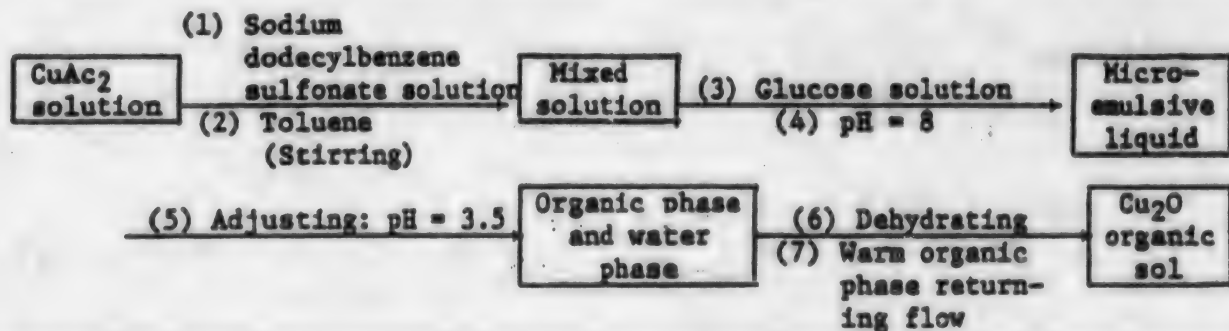 (1) Sodium
dodecylbenzene
sulfonate solution
(2) Toluene
(Stirring)
CuAc2
solution
Mixed
solution
(3) Glucose solution
(4) pH = 8
Micro-
emulsive
liquid
(5) Adjusting: pH = 3.5
Organic phase
and water
phase
(6) Dehydrating
(7) Warm organic
phase return-
ing flow
Cu2O
organic
sol